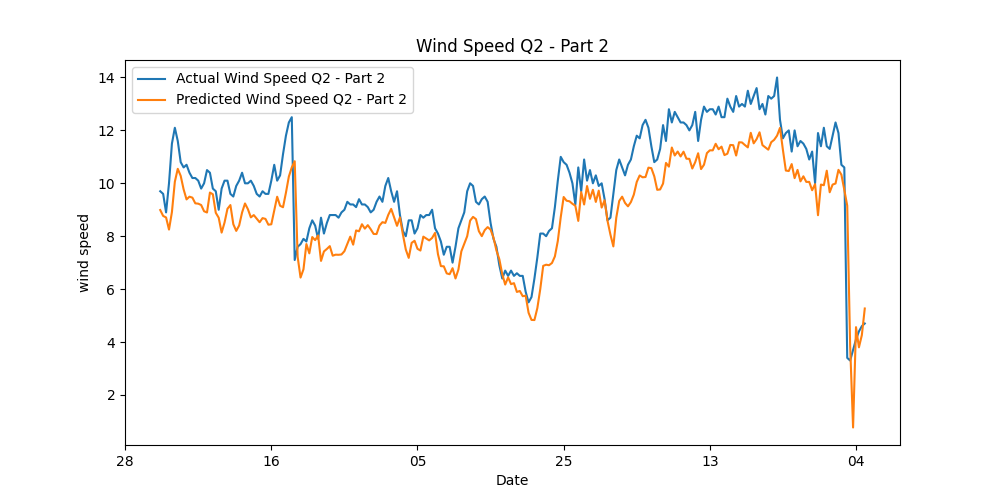 Wind Speed Q2 - Part 2
Actual Wind Speed Q2 - Part 2
Predicted Wind Speed Q2 - Part 2
wind speed
14
12
10
8
6
4
2
28 16 05 25 13 04
Date